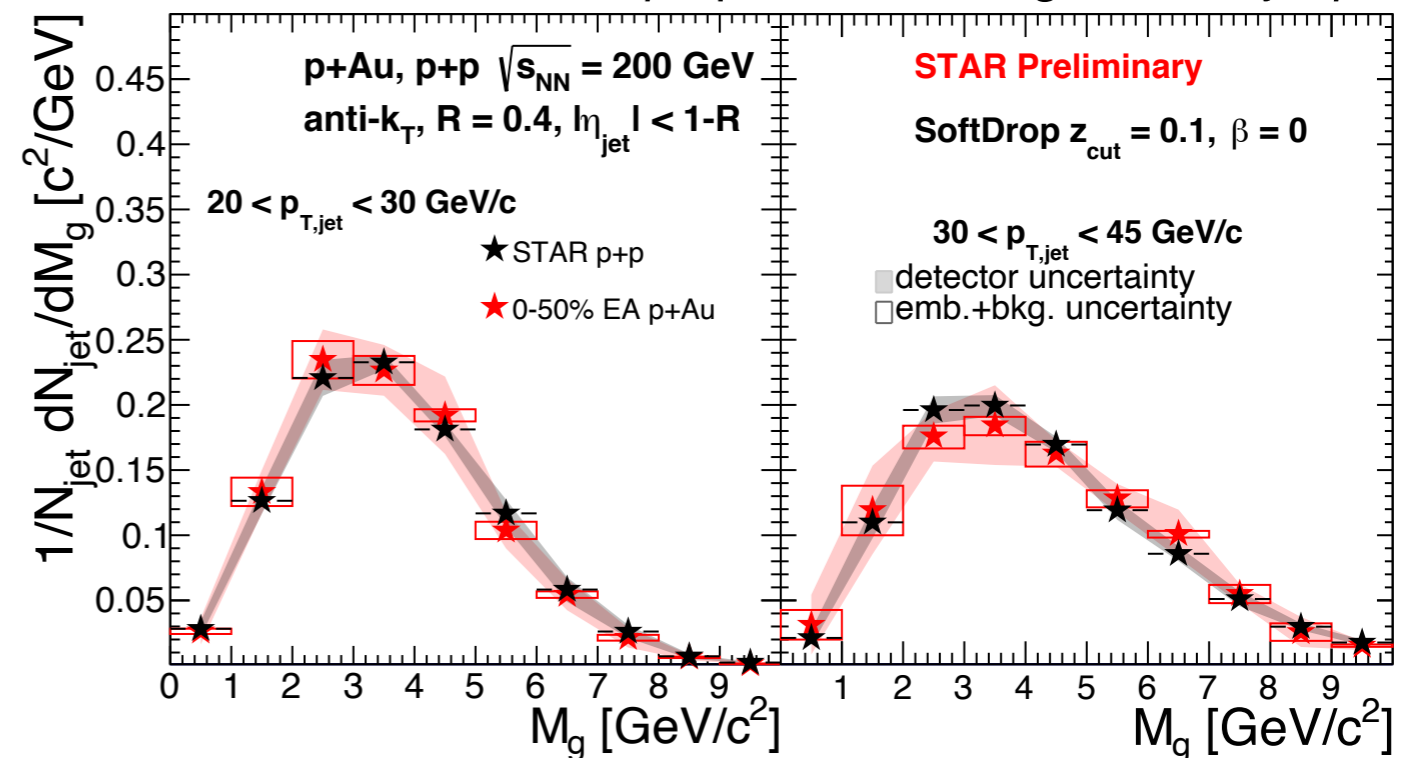 1/N_jet dN_jet/dM_g [c²/GeV]
0.45
0.4
0.35
0.3
0.25
0.2
0.15
0.1
0.05
p+Au, p+p √s_NN = 200 GeV
anti-k_T, R = 0.4, |η_jet| < 1-R
20 < p_T,jet < 30 GeV/c
STAR p+p
0-50% EA p+Au
0 1 2 3 4 5 6 7 8 9
M_g [GeV/c²]
STAR Preliminary
SoftDrop z_cut = 0.1, β = 0
30 < p_T,jet < 45 GeV/c
detector uncertainty
emb.+bkg. uncertainty
1 2 3 4 5 6 7 8 9
M_g [GeV/c²]